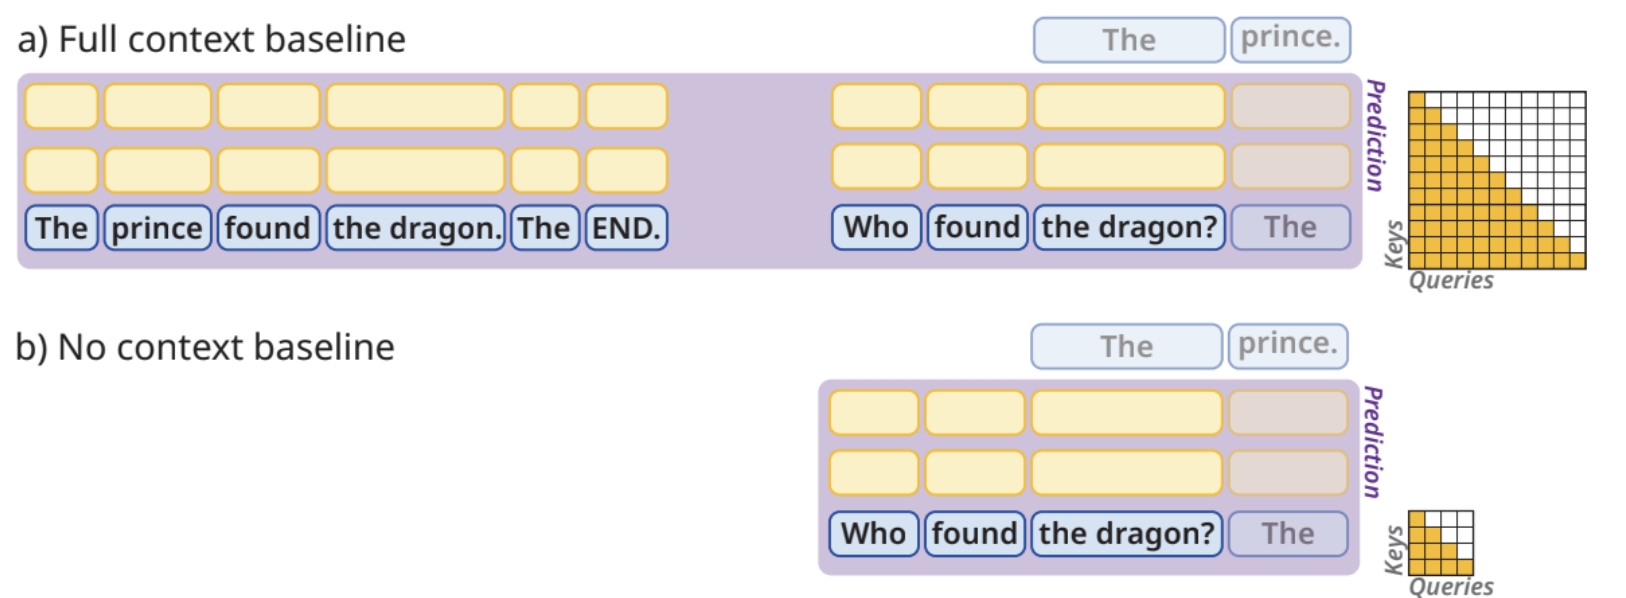 a) Full context baseline
The prince.
The prince found the dragon. The END. Who found the dragon? The
Prediction
Keys
Queries
b) No context baseline
The prince.
Who found the dragon? The
Prediction
Keys
Queries